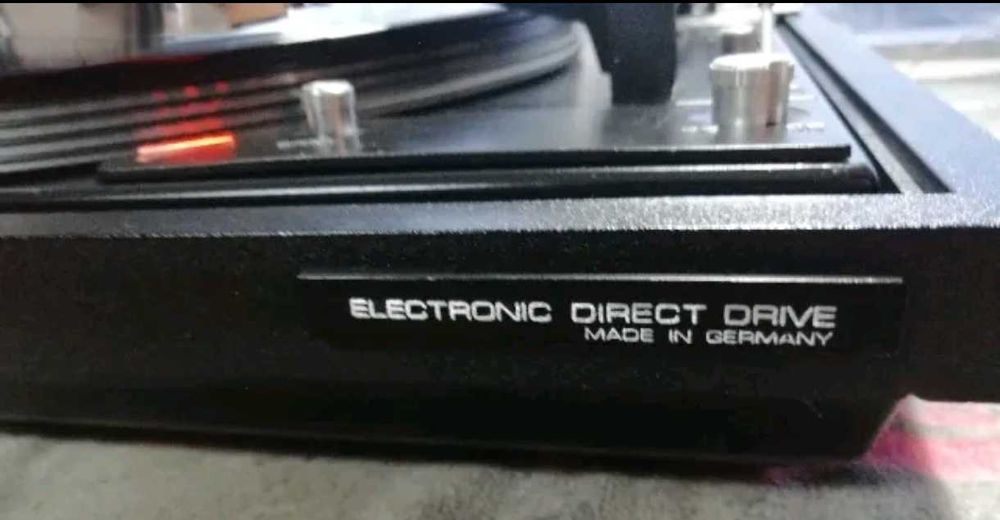 ELECTRONIC DIRECT DRIVE
MADE IN GERMANY